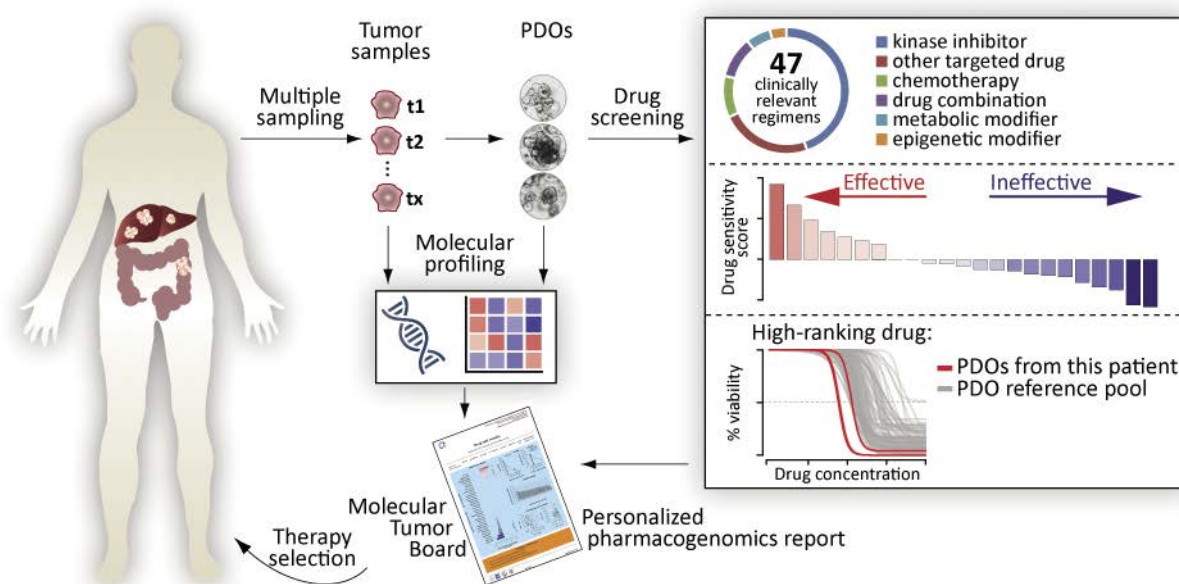 Tumor
samples
PDOs
Multiple
sampling
t1
t2
tx
Drug
screening
47
clinically
relevant
regimens
kinase inhibitor
other targeted drug
chemotherapy
drug combination
metabolic modifier
epigenetic modifier
Effective
Ineffective
Drug sensitivity
score
Molecular
profiling
High-ranking drug:
PDOs from this patient
PDO reference pool
% viability
Drug concentration
Molecular
Tumor
Board
Personalized
pharmacogenomics report
Therapy
selection